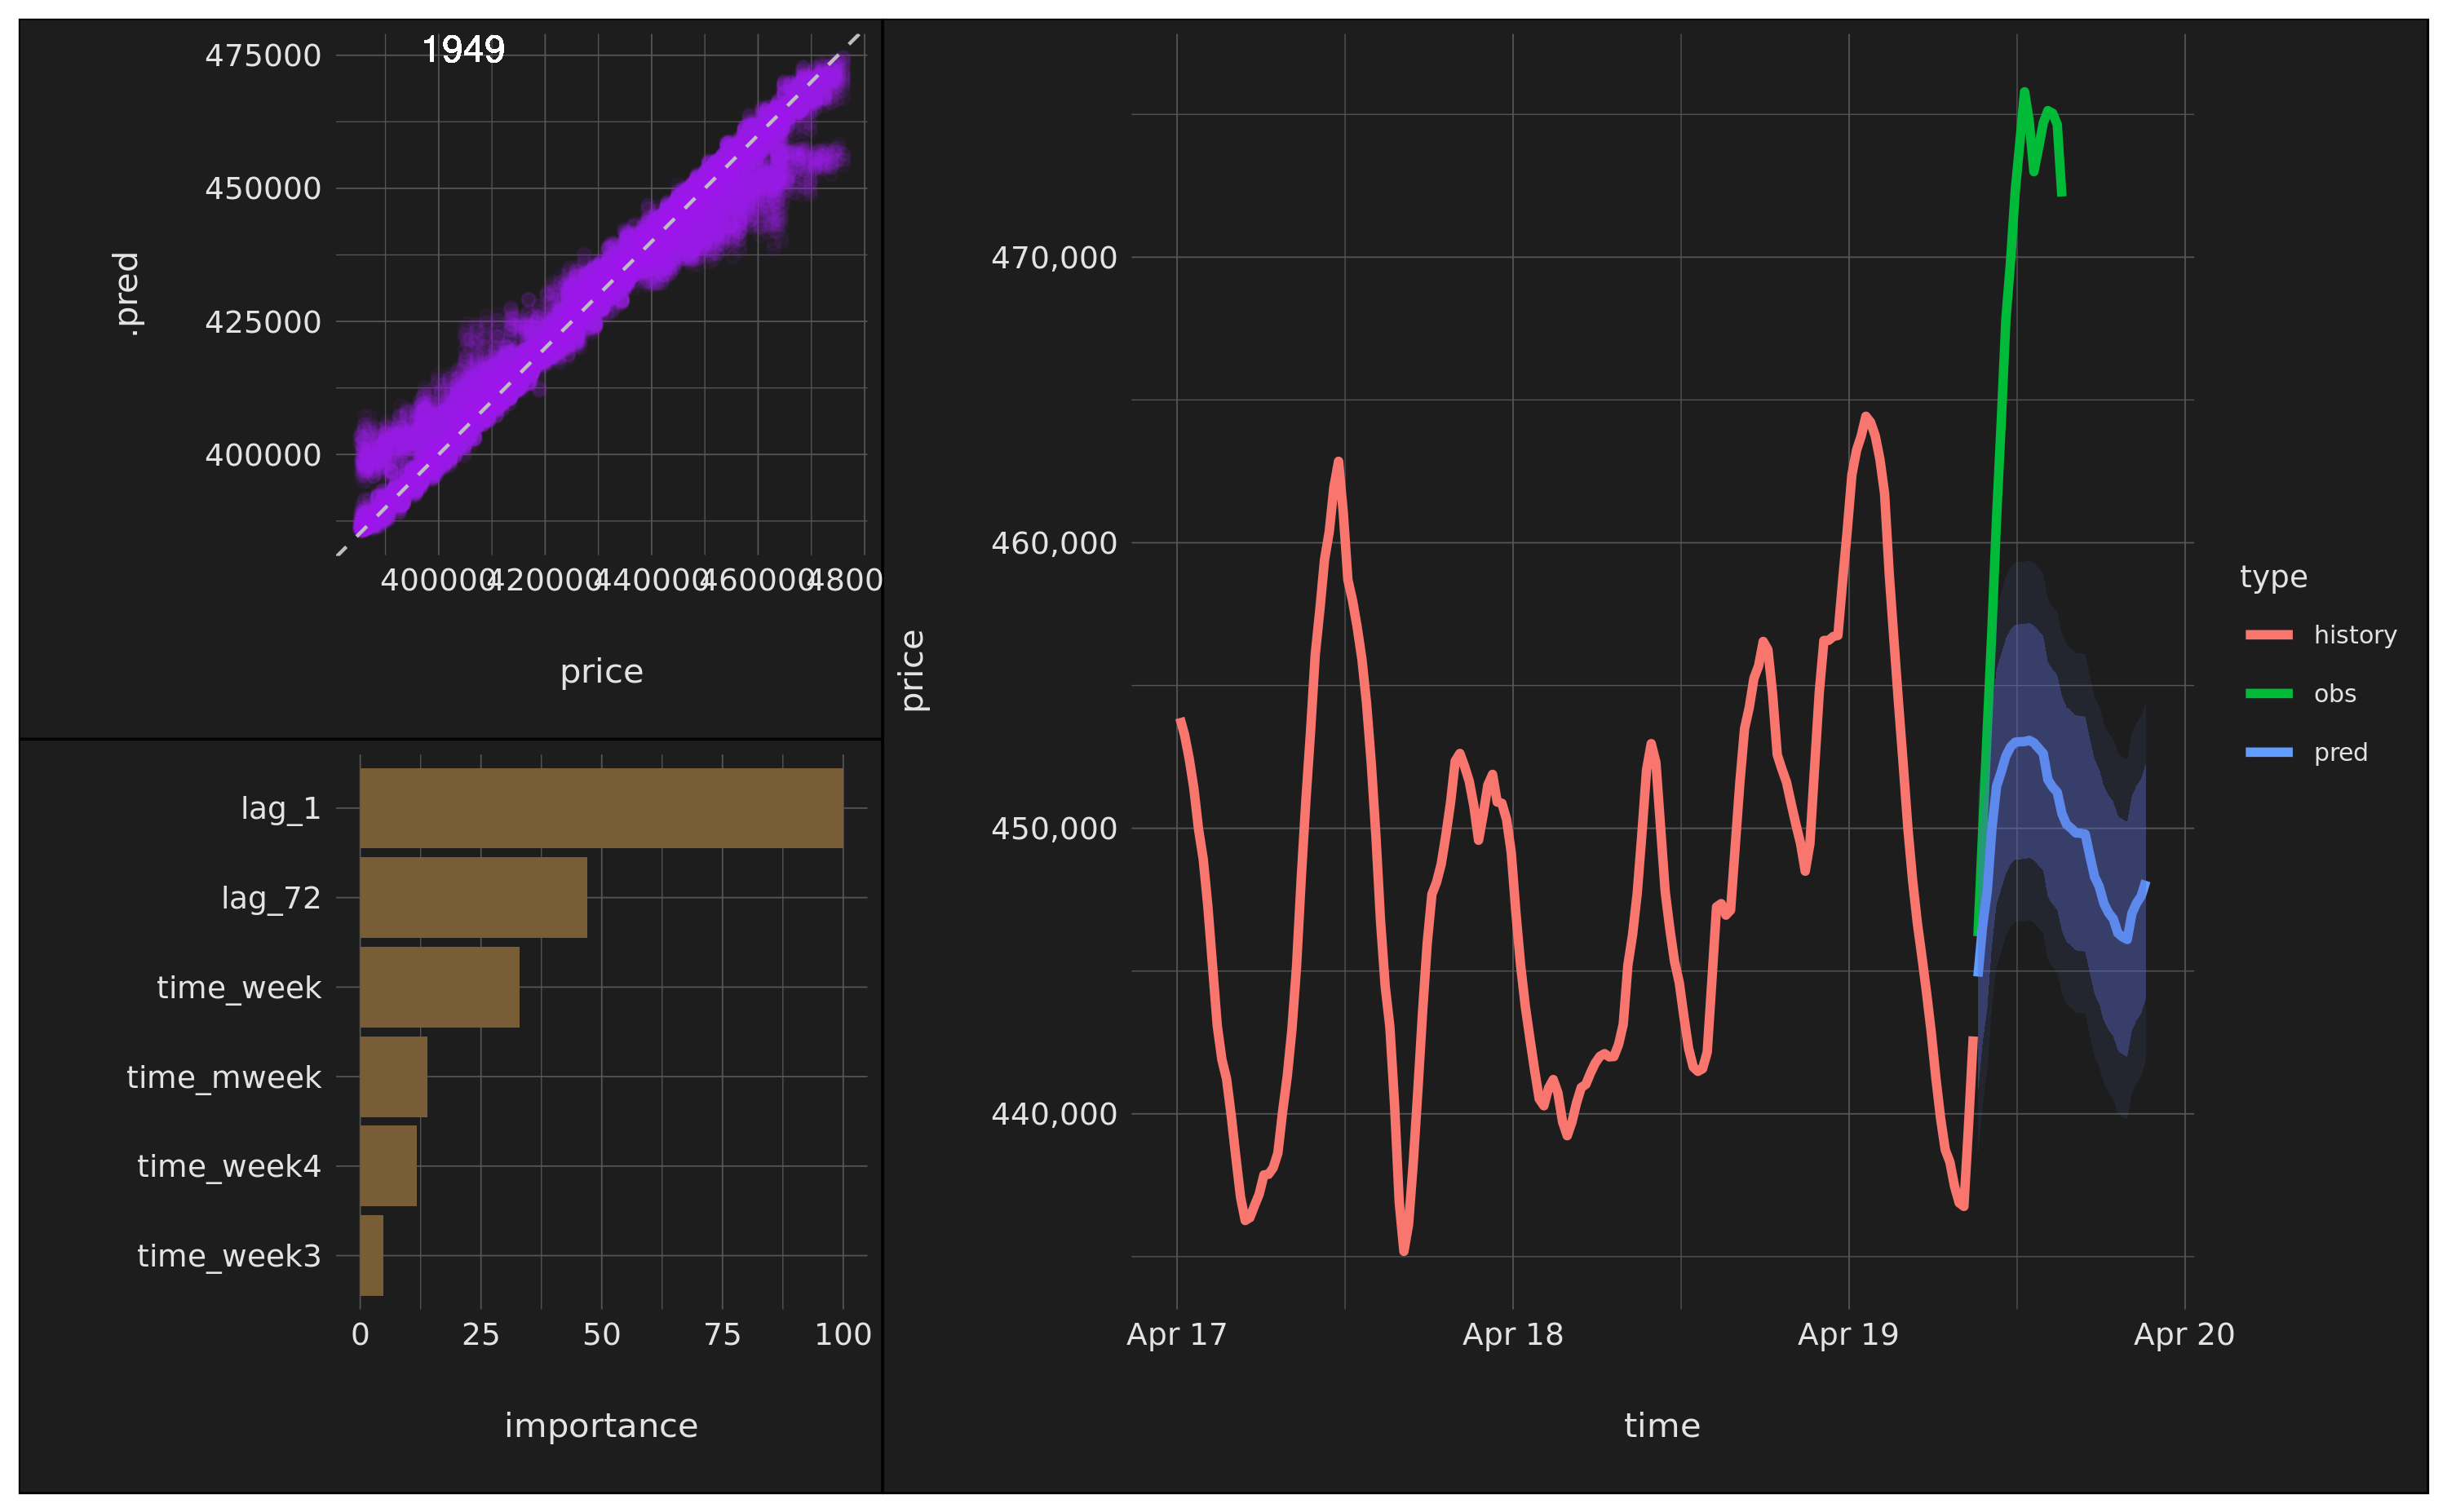 1949
.pred
475000
450000
425000
400000
400000 420000 440000 460000 4800
price
lag_1
lag_72
time_week
time_mweek
time_week4
time_week3
0 25 50 75 100
importance
price
470,000
460,000
450,000
440,000
Apr 17 Apr 18 Apr 19 Apr 20
time
type
history
obs
pred